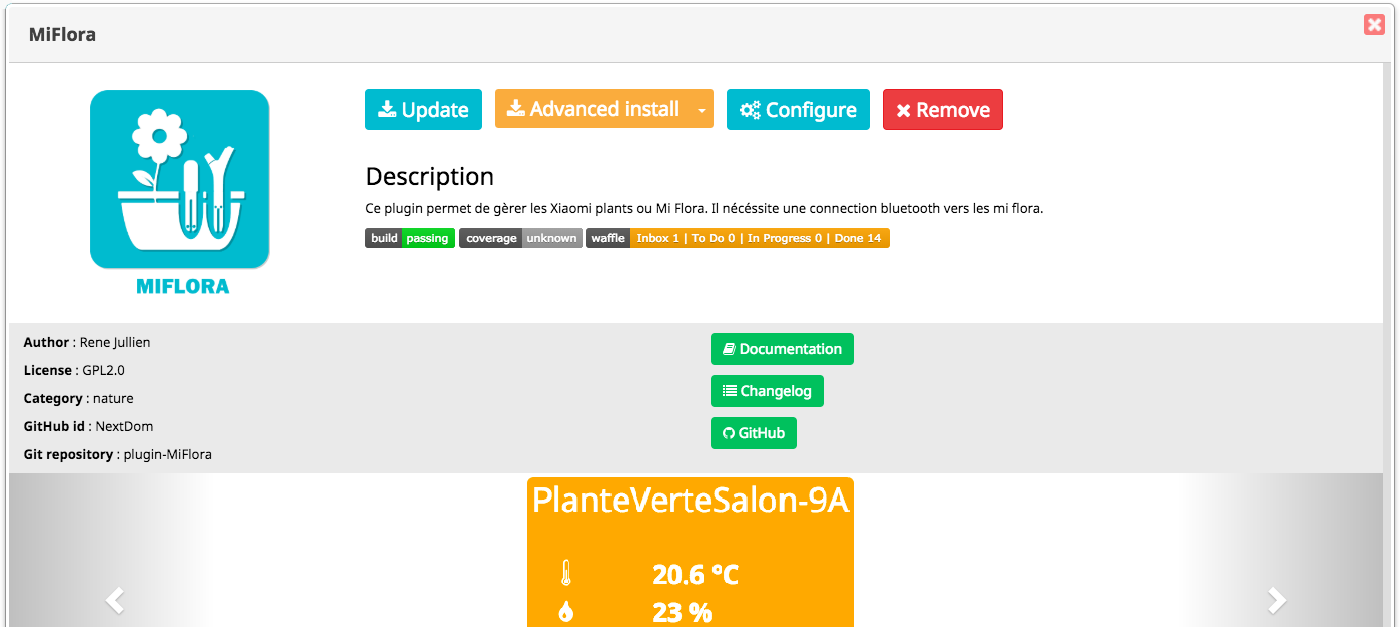 MiFlora
Update Advanced install Configure Remove
MIFLORA
Description
Ce plugin permet de gèrer les Xiaomi plants ou Mi Flora. Il nécéssite une connection bluetooth vers les mi flora.
build passing coverage unknown waffle Inbox 1 | To Do 0 | In Progress 0 | Done 14
Author : Rene Jullien
License : GPL2.0
Category : nature
GitHub id : NextDom
Git repository : plugin-MiFlora
Documentation
Changelog
GitHub
PlanteVerteSalon-9A
20.6 °C
23 %